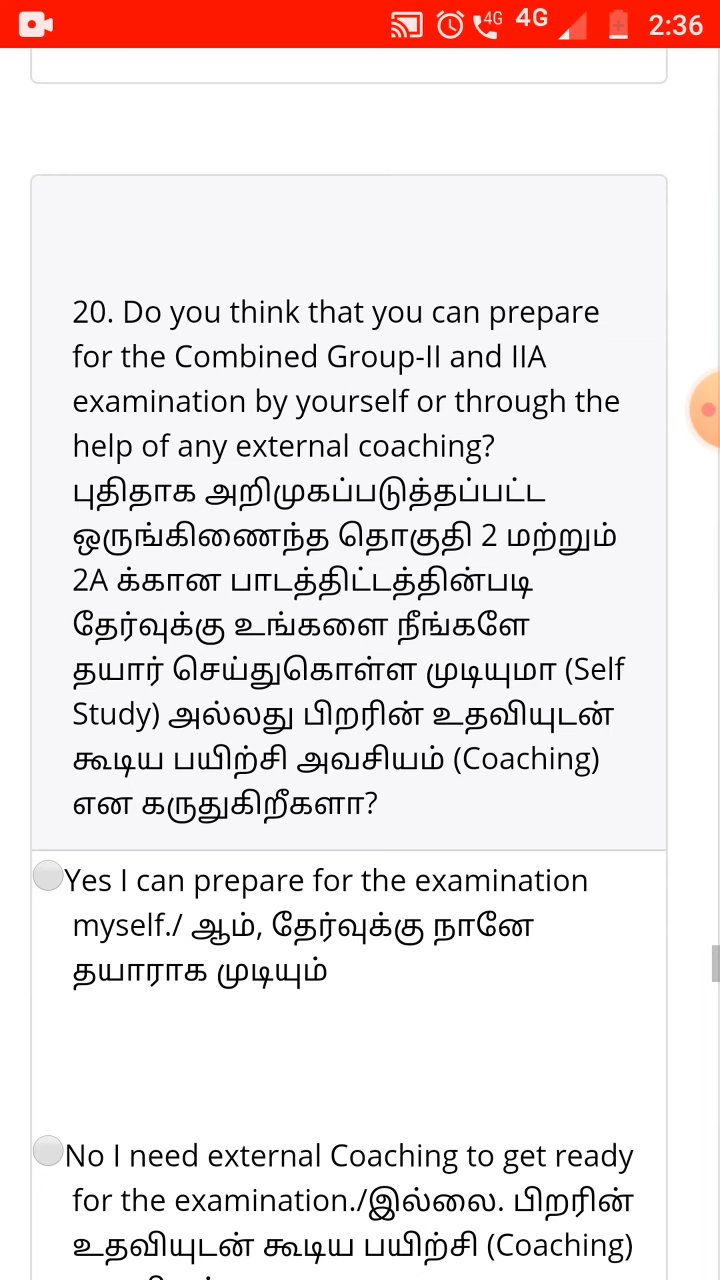 4G 4G 2:36
20. Do you think that you can prepare
for the Combined Group-II and IIA
examination by yourself or through the
help of any external coaching?
புதிதாக அறிமுகப்படுத்தப்பட்ட
ஒருங்கிணைந்த தொகுதி 2 மற்றும்
2A க்கான பாடத்திட்டத்தின்படி
தேர்வுக்கு உங்களை நீங்களே
தயார் செய்துகொள்ள முடியுமா (Self
Study) அல்லது பிறரின் உதவியுடன்
கூடிய பயிற்சி அவசியம் (Coaching)
என கருதுகிறீகளா?
Yes I can prepare for the examination
myself./ ஆம், தேர்வுக்கு நானே
தயாராக முடியும்
No I need external Coaching to get ready
for the examination./இல்லை. பிறரின்
உதவியுடன் கூடிய பயிற்சி (Coaching)